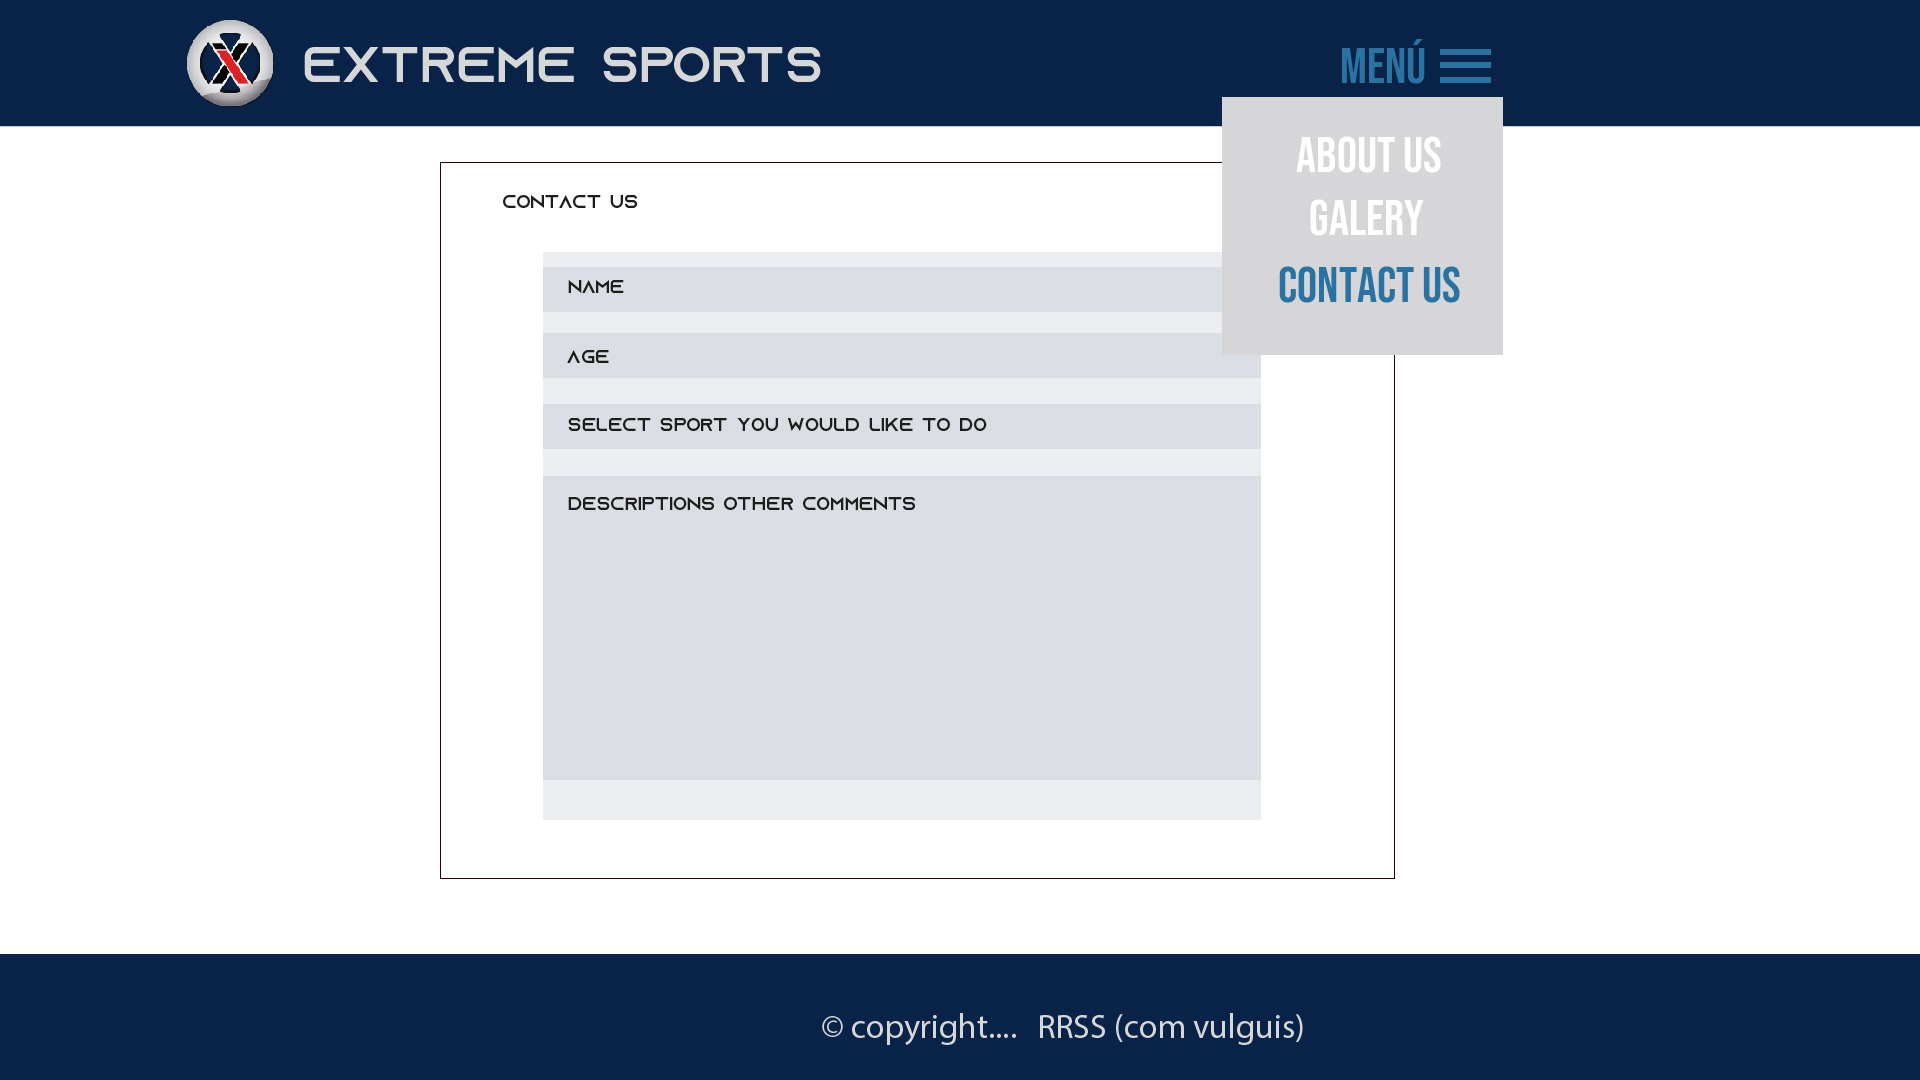 X EXTREME SPORTS
MENÚ
ABOUT US
GALERY
CONTACT US
CONTACT US
NAME
AGE
SELECT SPORT YOU WOULD LIKE TO DO
DESCRIPTIONS OTHER COMMENTS
© copyright.... RRSS (com vulguis)